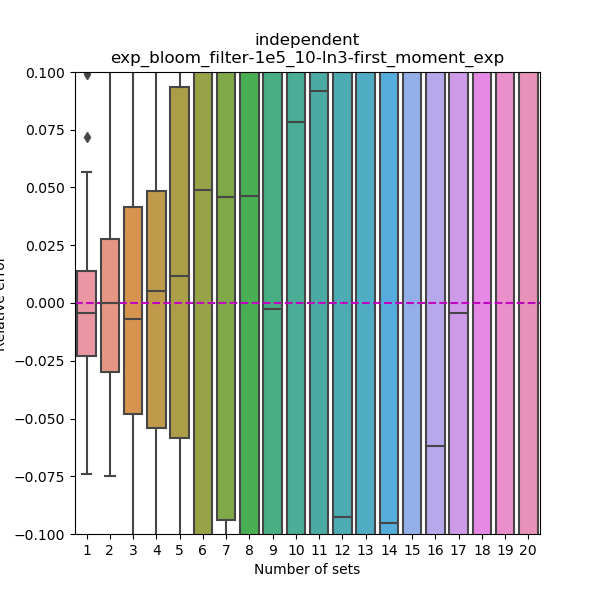 independent
exp_bloom_filter-1e5_10-ln3-first_moment_exp
0.100
0.075
0.050
0.025
0.000
−0.025
−0.050
−0.075
−0.100
1 2 3 4 5 6 7 8 9 10 11 12 13 14 15 16 17 18 19 20
Number of sets